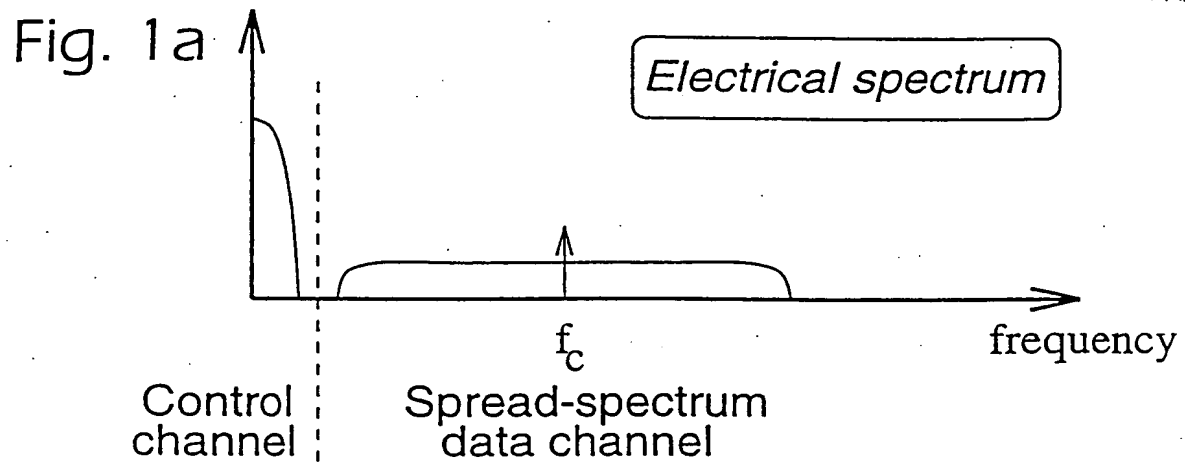 Fig. 1a
Electrical spectrum
f_c
frequency
Control
channel
Spread-spectrum
data channel